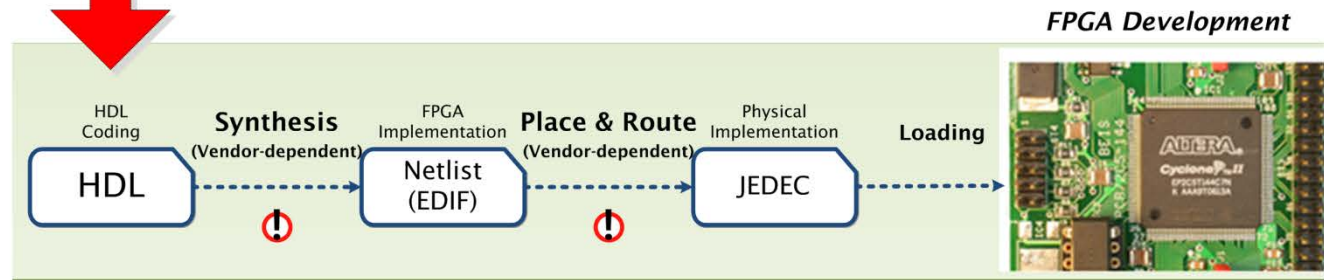 FPGA Development
HDL
Coding
HDL
Synthesis
(Vendor-dependent)
!
FPGA
Implementation
Netlist
(EDIF)
Place & Route
(Vendor-dependent)
!
Physical
Implementation
JEDEC
Loading
ALTERA
Cyclone II